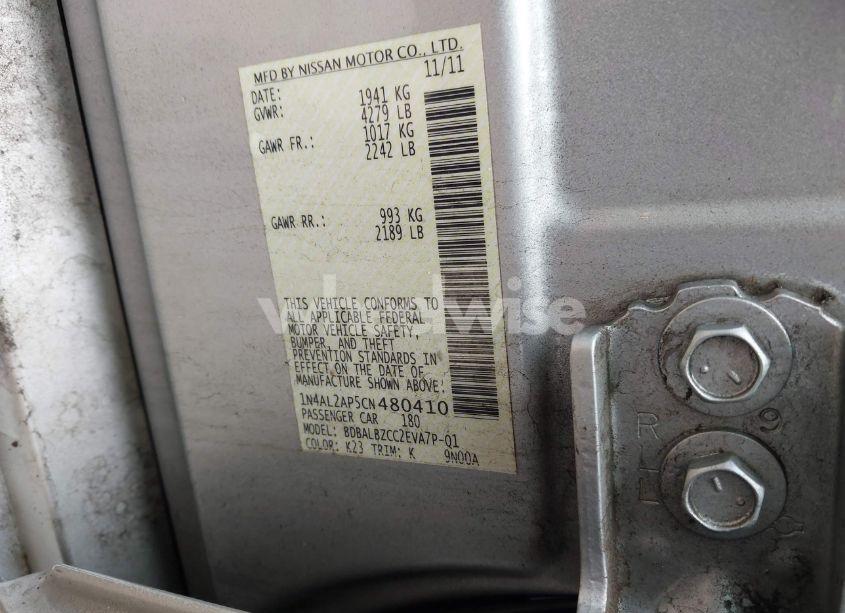 MFD BY NISSAN MOTOR CO., LTD.
DATE: 11/11
GVWR: 1941 KG
4279 LB
GAWR FR.: 1017 KG
2242 LB
GAWR RR.: 993 KG
2189 LB
THIS VEHICLE CONFORMS TO
ALL APPLICABLE FEDERAL
MOTOR VEHICLE SAFETY,
BUMPER, AND THEFT
PREVENTION STANDARDS IN
EFFECT ON THE DATE OF
MANUFACTURE SHOWN ABOVE:
1N4AL2AP5CN480410
PASSENGER CAR 180
MODEL: BDBALBZCC2EVA7P-Q1
COLOR: K23 TRIM: K 9N00A
wise
9
R